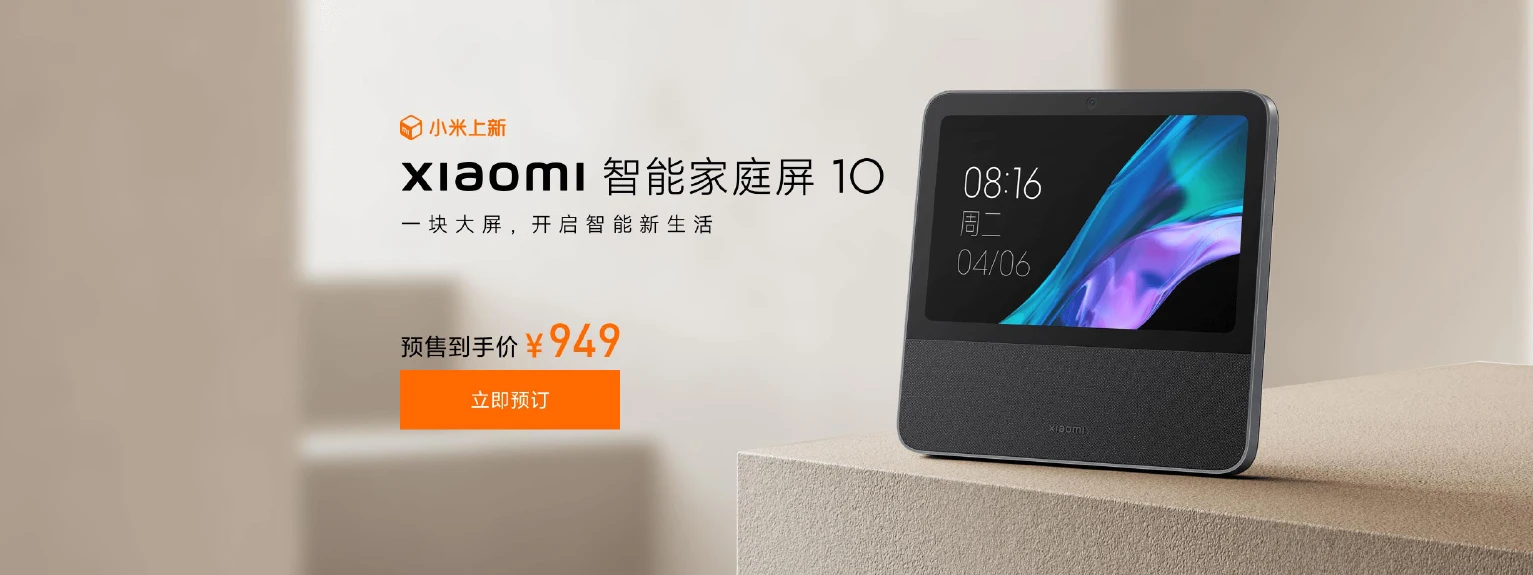 小米上新
xiaomi 智能家庭屏 10
一块大屏，开启智能新生活
预售到手价 ¥949
立即预订
08:16
周二
04/06
xiaomi